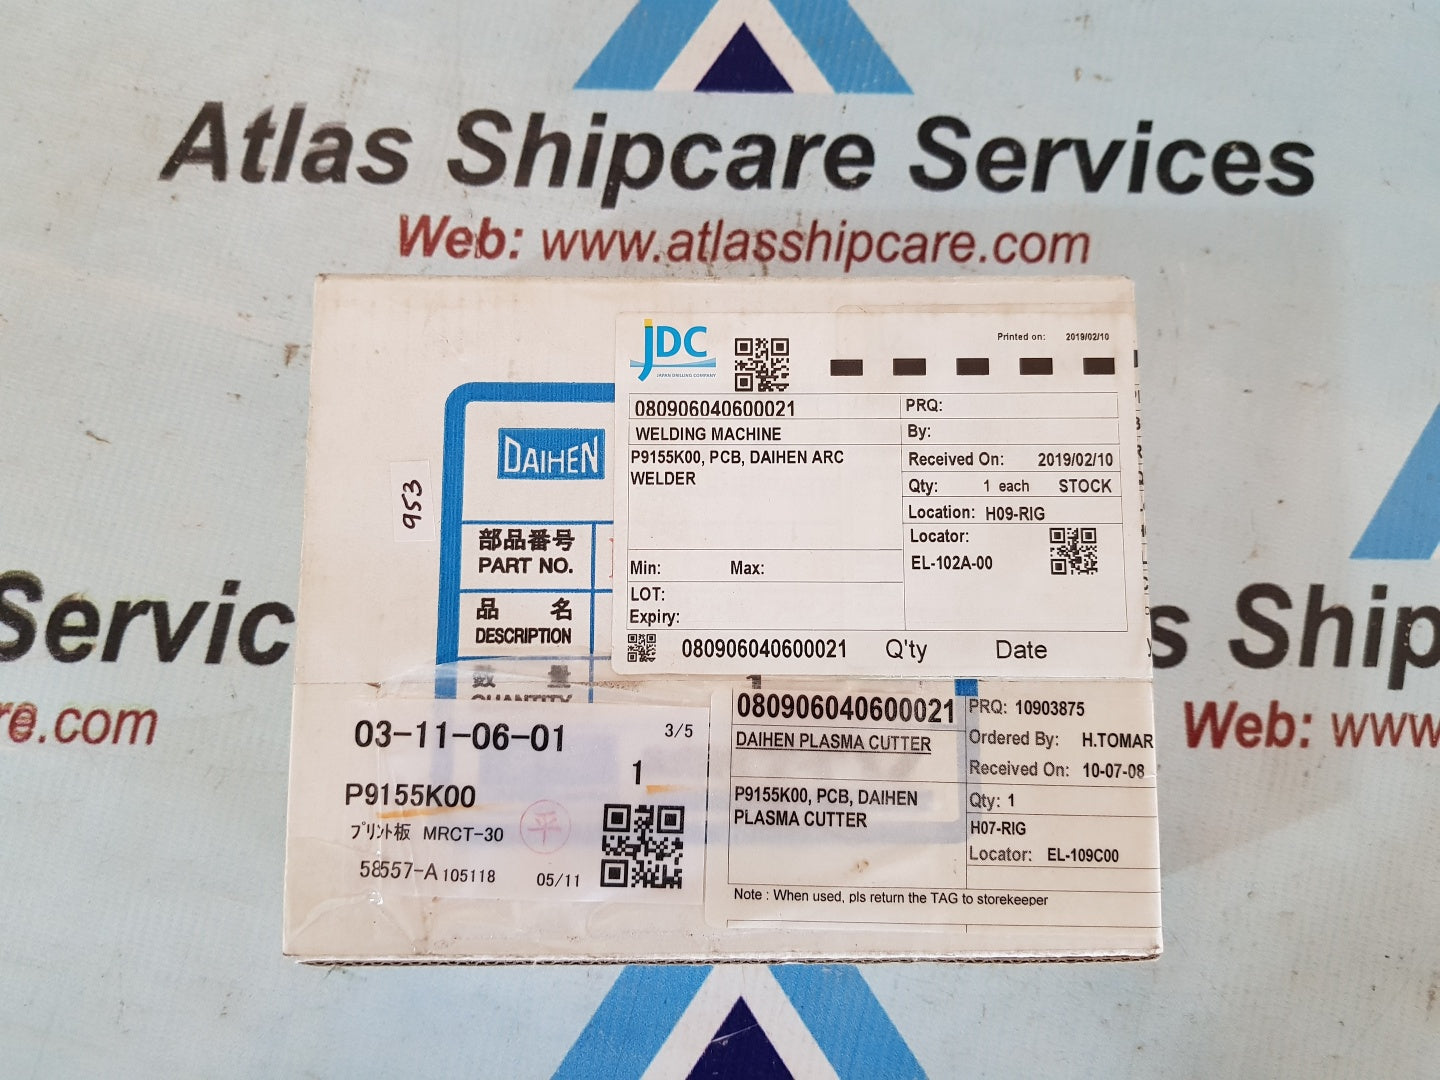 Atlas Shipcare Services
Web: www.atlasshipcare.com
Servic
re.com
s Ship
Web: www
JDC
JAPAN DRILLING COMPANY
Printed on: 2019/02/10
080906040600021
WELDING MACHINE
P9155K00, PCB, DAIHEN ARC
WELDER
Min: Max:
LOT:
Expiry:
PRQ:
By:
Received On: 2019/02/10
Qty: 1 each STOCK
Location: H09-RIG
Locator:
EL-102A-00
080906040600021 Q'ty Date
DAIHEN
953
部品番号
PART NO.
品名
DESCRIPTION
数量
QUANTITY
1
03-11-06-01 3/5
1
P9155K00
プリント板 MRCT-30
平
58557-A 105118 05/11
080906040600021
DAIHEN PLASMA CUTTER
P9155K00, PCB, DAIHEN
PLASMA CUTTER
PRQ: 10903875
Ordered By: H.TOMAR
Received On: 10-07-08
Qty: 1
H07-RIG
Locator: EL-109C00
Note : When used, pls return the TAG to storekeeper